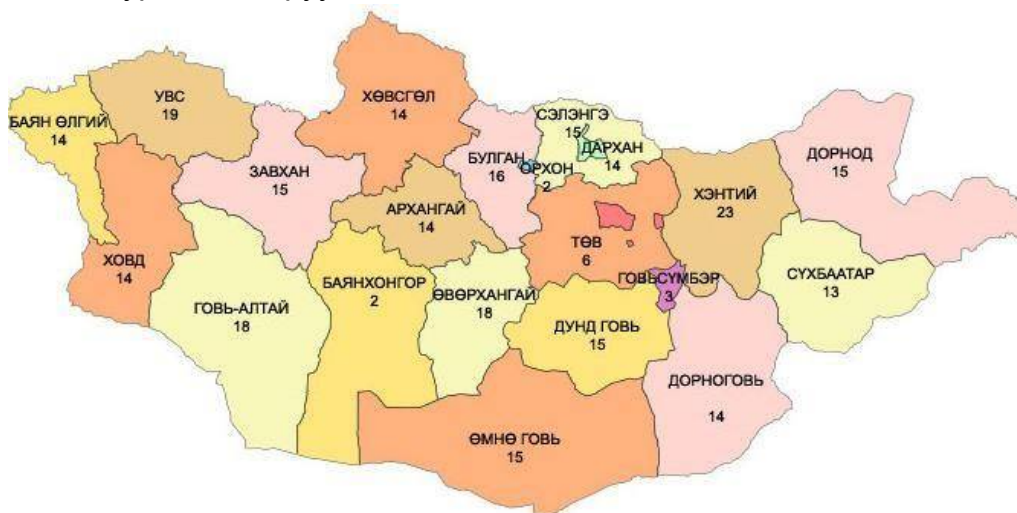 УВС
19
БАЯН ӨЛГИЙ
14
ХӨВСГӨЛ
14
ЗАВХАН
15
БУЛГАН
16
СЭЛЭНГЭ
15
ДАРХАН
14
ОРХОН
2
ДОРНОД
15
ХЭНТИЙ
23
АРХАНГАЙ
14
ТӨВ
6
ХОВД
14
ГОВЬ-АЛТАЙ
18
БАЯНХОНГОР
2
ӨВӨРХАНГАЙ
18
ГОВЬСҮМБЭР
3
СҮХБААТАР
13
ДУНД ГОВЬ
15
ДОРНОГОВЬ
14
ӨМНӨ ГОВЬ
15